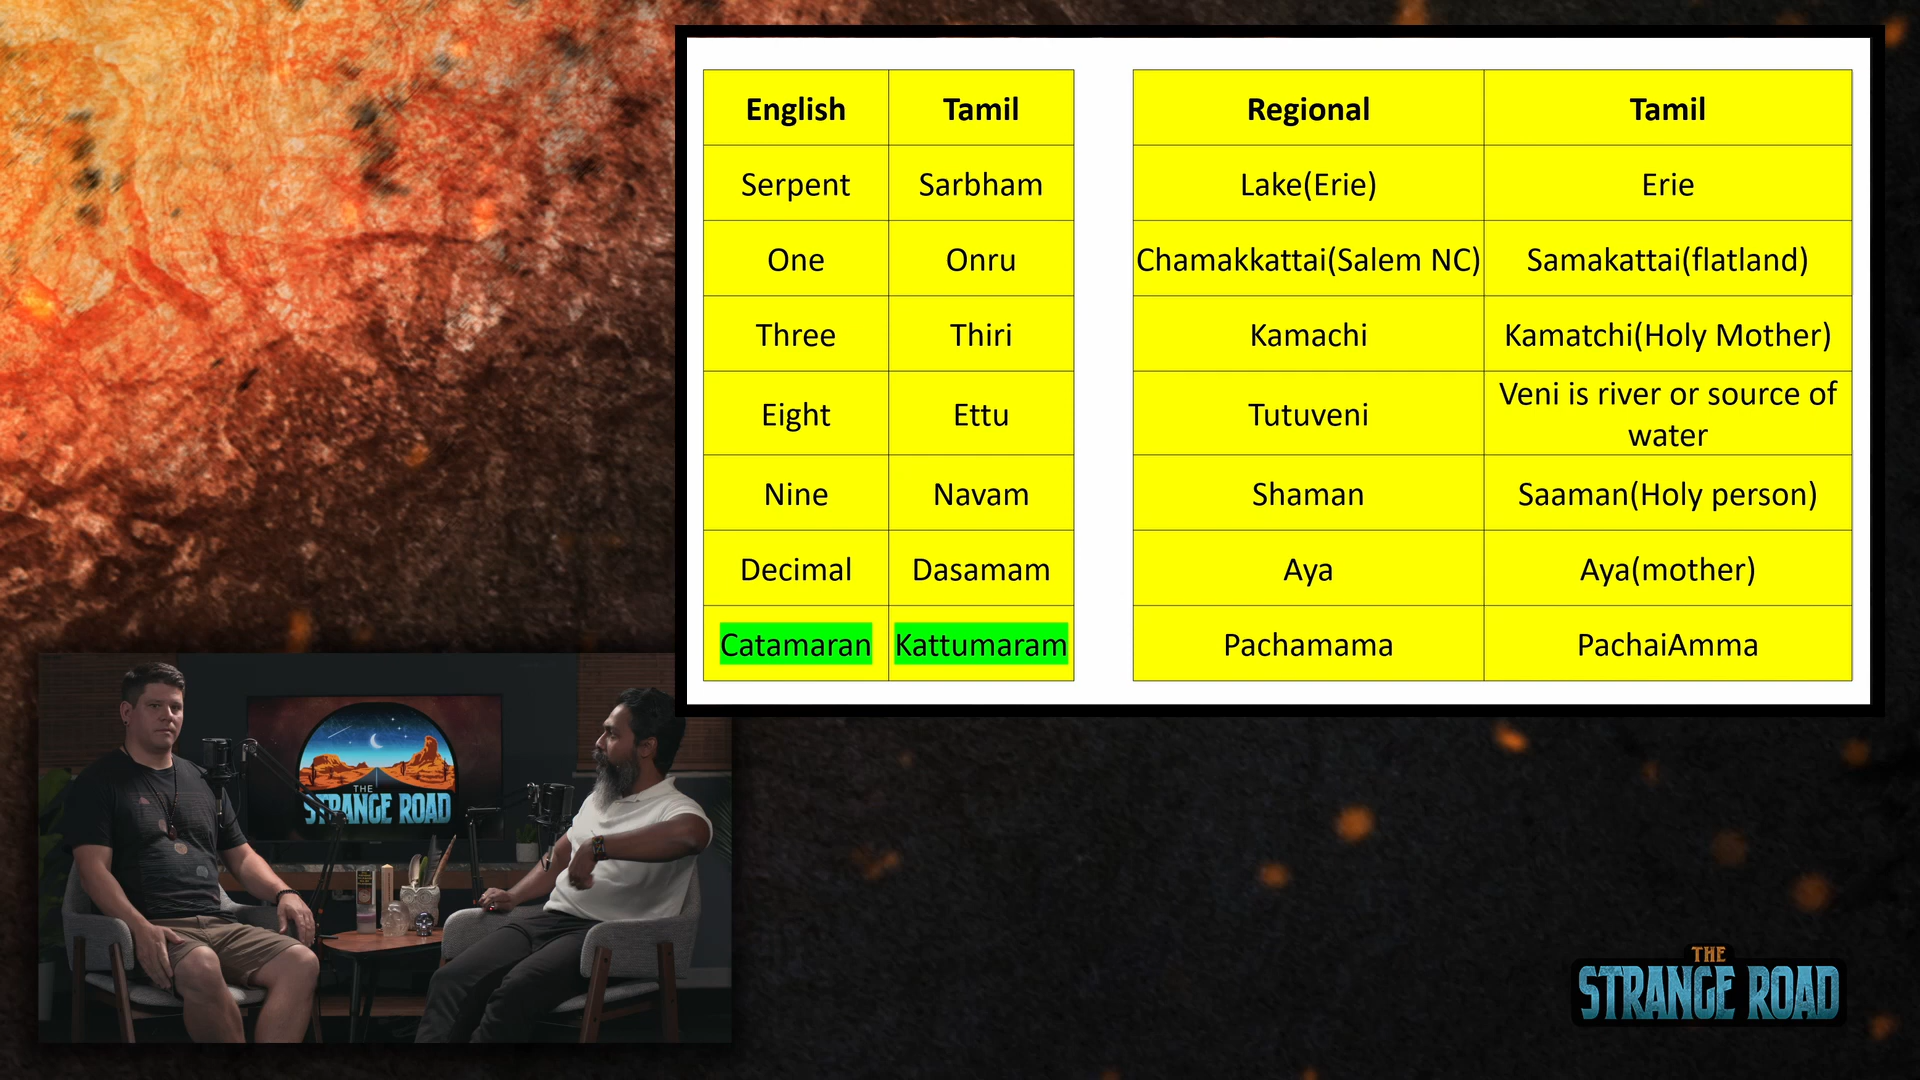 English Tamil
Serpent Sarbham
One Onru
Three Thiri
Eight Ettu
Nine Navam
Decimal Dasamam
Catamaran Kattumaram
Regional Tamil
Lake(Erie) Erie
Chamakkattai(Salem NC) Samakattai(flatland)
Kamachi Kamatchi(Holy Mother)
Tutuveni Veni is river or source of
water
Shaman Saaman(Holy person)
Aya Aya(mother)
Pachamama PachaiAmma
THE
STRANGE ROAD
THE
STRANGE ROAD